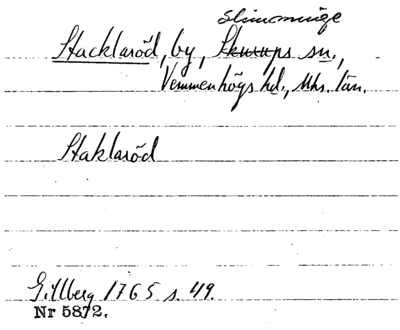 Slimminge
Stacklaröd, by, Skurups sn.,
Vemmenhögs hd., Mhs. län.
Staklaröd
Gillberg 1765 s. 49.
Nr 5872.